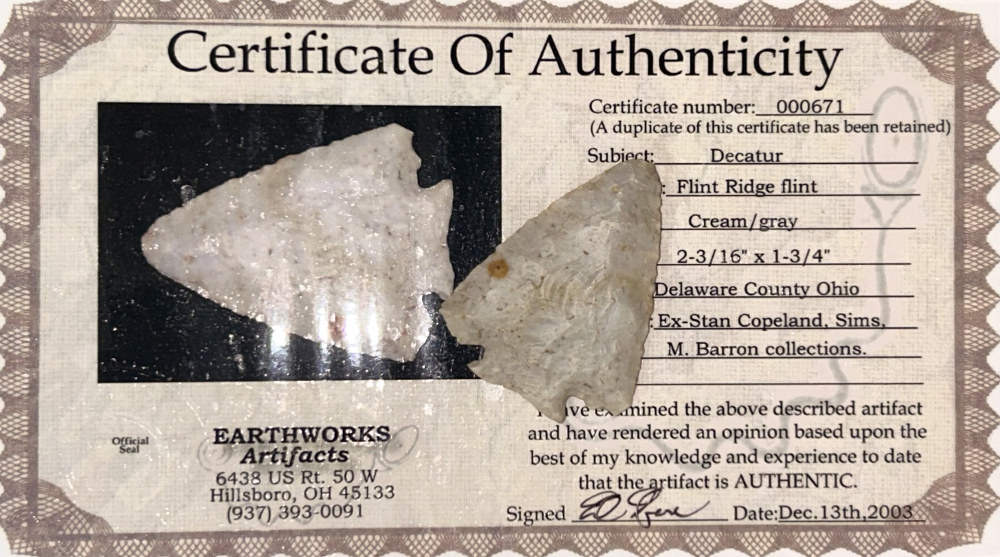 Certificate Of Authenticity
Certificate number: 000671
(A duplicate of this certificate has been retained)
Subject: Decatur
: Flint Ridge flint
Cream/gray
2-3/16" x 1-3/4"
Delaware County Ohio
: Ex-Stan Copeland, Sims,
M. Barron collections.
examined the above described artifact
and have rendered an opinion based upon the
best of my knowledge and experience to date
that the artifact is AUTHENTIC.
Signed Date:Dec.13th,2003
Official
Seal
EARTHWORKS
Artifacts
6438 US Rt. 50 W
Hillsboro, OH 45133
(937) 393-0091